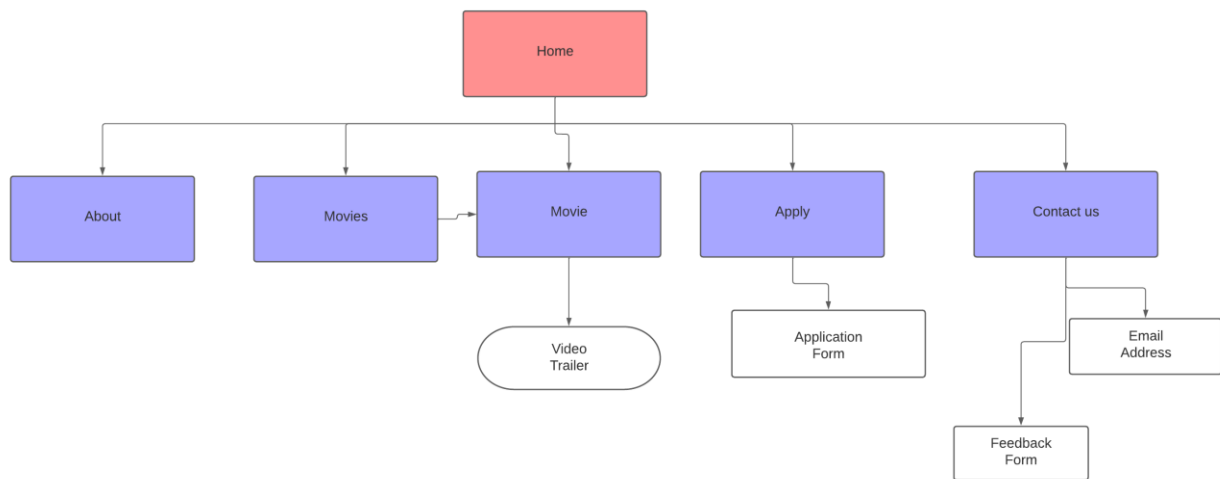 Home
About
Movies
Movie
Apply
Contact us
Video
Trailer
Application
Form
Email
Address
Feedback
Form